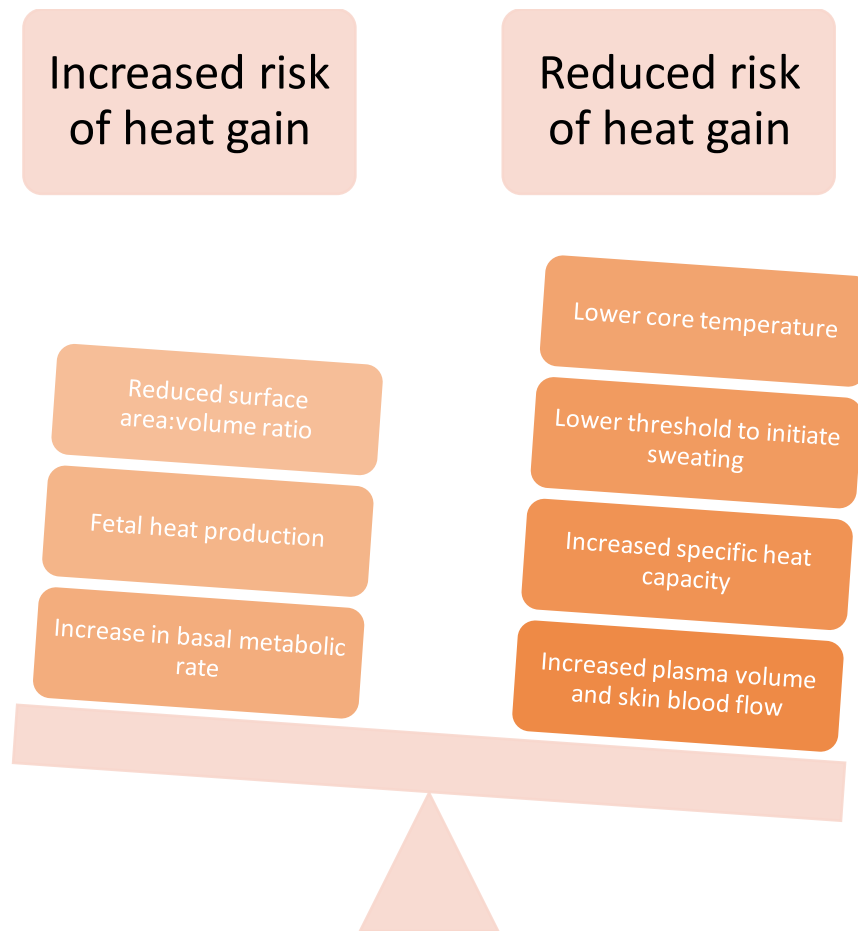 Increased risk
of heat gain
Reduced risk
of heat gain
Reduced surface
area:volume ratio
Fetal heat production
Increase in basal metabolic
rate
Lower core temperature
Lower threshold to initiate
sweating
Increased specific heat
capacity
Increased plasma volume
and skin blood flow